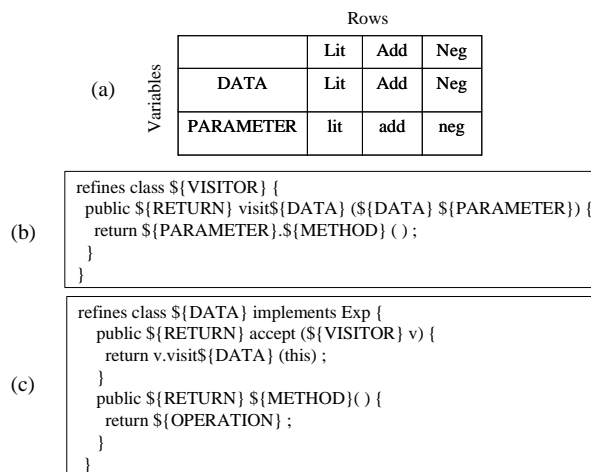 Rows
Lit Add Neg
(a) Variables DATA Lit Add Neg
PARAMETER lit add neg
(b)
refines class ${VISITOR} {
public ${RETURN} visit${DATA} (${DATA} ${PARAMETER}) {
return ${PARAMETER}.${METHOD} ( ) ;
}
}
(c)
refines class ${DATA} implements Exp {
public ${RETURN} accept (${VISITOR} v) {
return v.visit${DATA} (this) ;
}
public ${RETURN} ${METHOD}( ) {
return ${OPERATION} ;
}
}